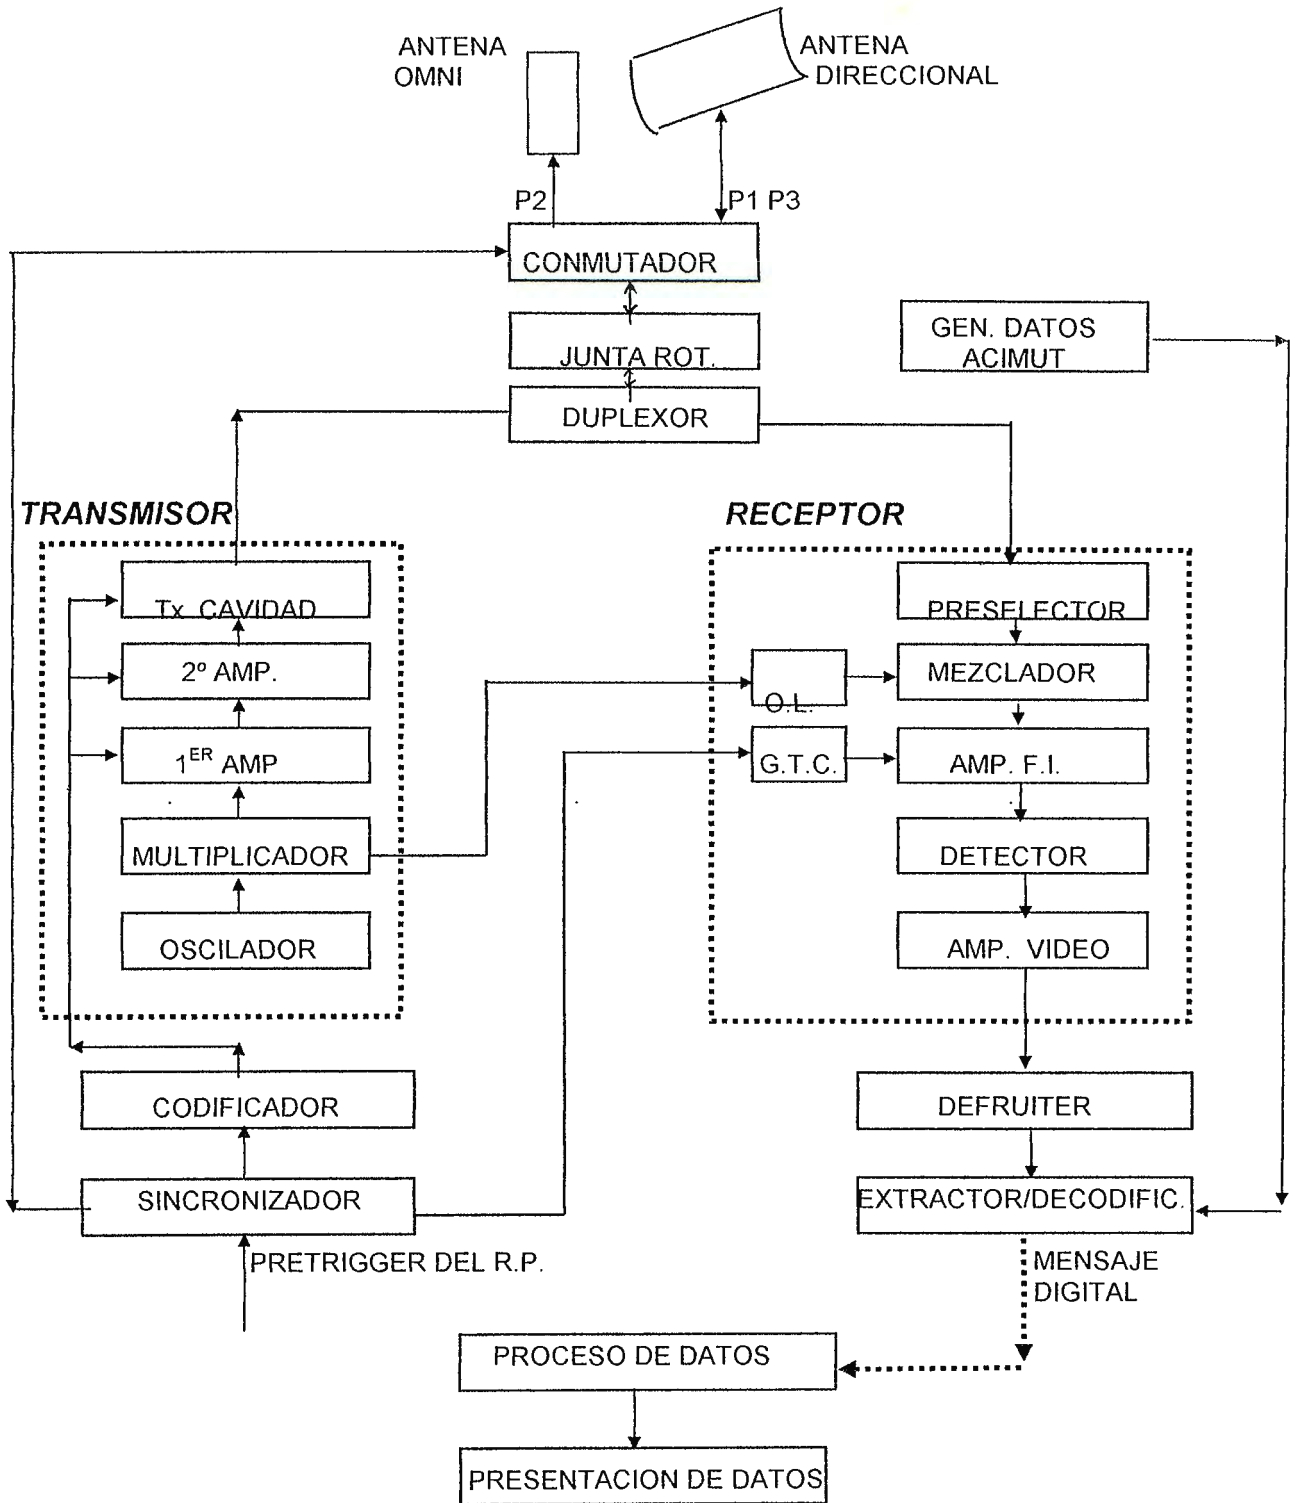 ANTENA
OMNI
ANTENA
DIRECCIONAL
P2
P1 P3
CONMUTADOR
JUNTA ROT.
GEN. DATOS
ACIMUT
DUPLEXOR
TRANSMISOR
Tx. CAVIDAD
2º AMP.
1ER AMP
MULTIPLICADOR
OSCILADOR
CODIFICADOR
SINCRONIZADOR
PRETRIGGER DEL R.P.
RECEPTOR
PRESELECTOR
O.L.
MEZCLADOR
G.T.C.
AMP. F.I.
DETECTOR
AMP. VIDEO
DEFRUITER
EXTRACTOR/DECODIFIC.
MENSAJE
DIGITAL
PROCESO DE DATOS
PRESENTACION DE DATOS